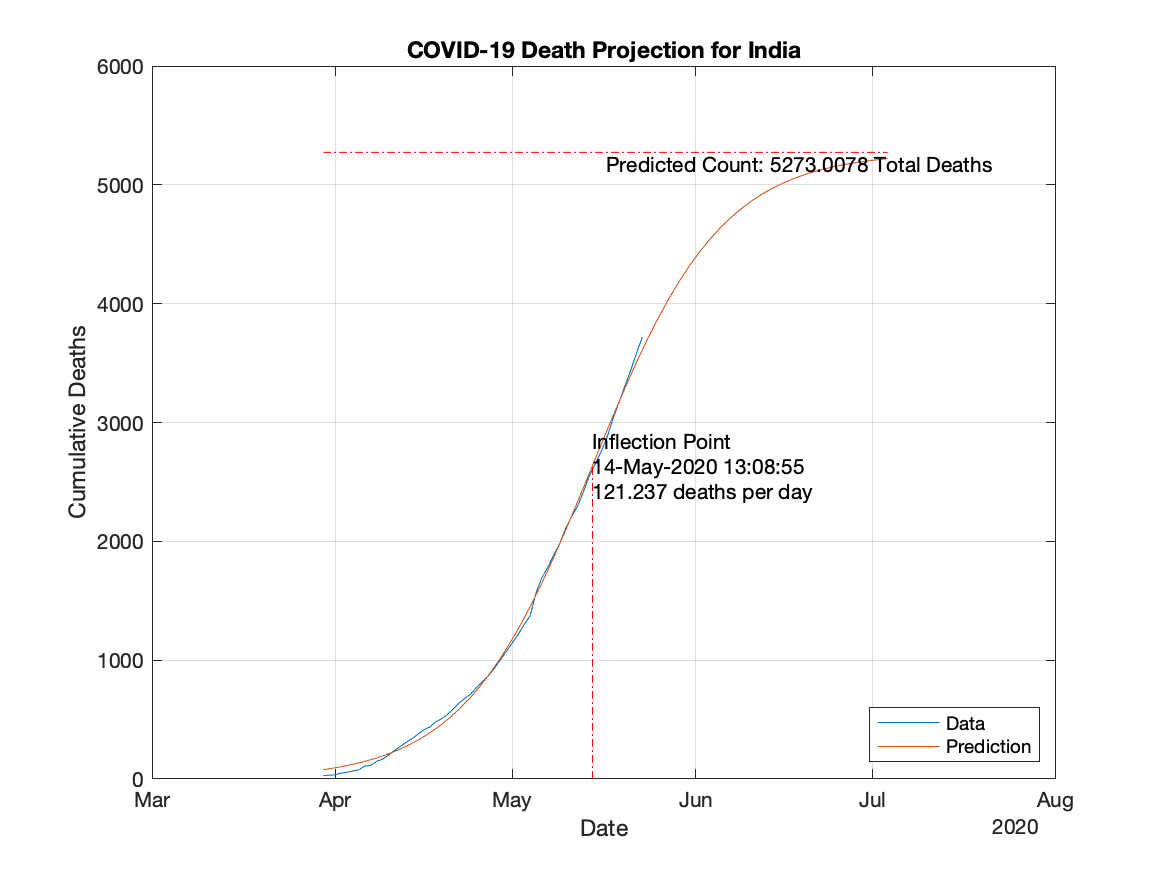 COVID-19 Death Projection for India
6000
5000
4000
3000
2000
1000
0
Cumulative Deaths
Predicted Count: 5273.0078 Total Deaths
Inflection Point
14-May-2020 13:08:55
121.237 deaths per day
Data
Prediction
Mar Apr May Jun Jul Aug
Date
2020